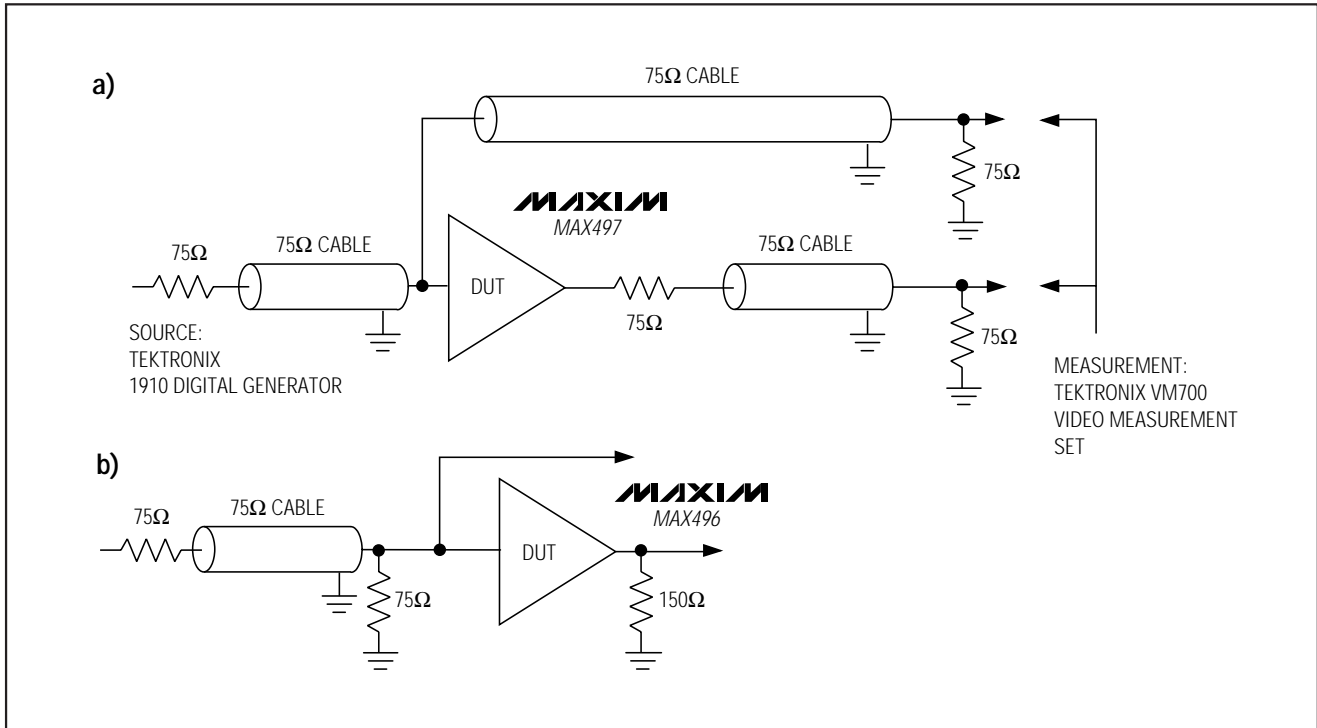 a)
75Ω CABLE
75Ω
MAXIM
MAX497
75Ω
75Ω CABLE
DUT
75Ω
75Ω CABLE
75Ω
SOURCE:
TEKTRONIX
1910 DIGITAL GENERATOR
MEASUREMENT:
TEKTRONIX VM700
VIDEO MEASUREMENT
SET
b)
75Ω
75Ω CABLE
75Ω
DUT
MAXIM
MAX496
150Ω